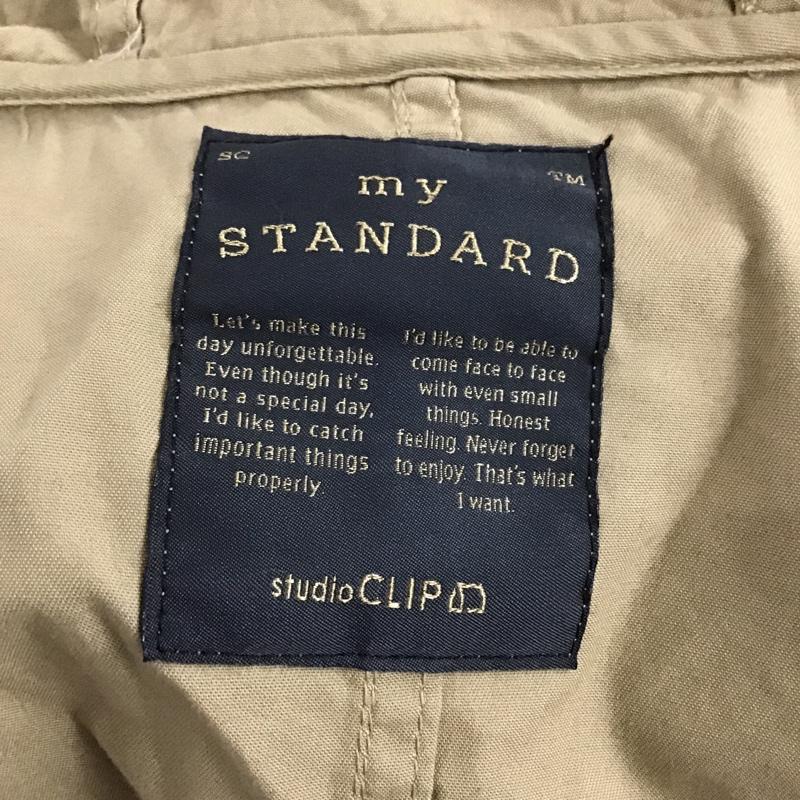 SC
TM
my
STANDARD
Let's make this
day unforgettable.
Even though it's
not a special day,
I'd like to catch
important things
properly.
I'd like to be able to
come face to face
with even small
things. Honest
feeling. Never forget
to enjoy. That's what
I want.
studio CLIP